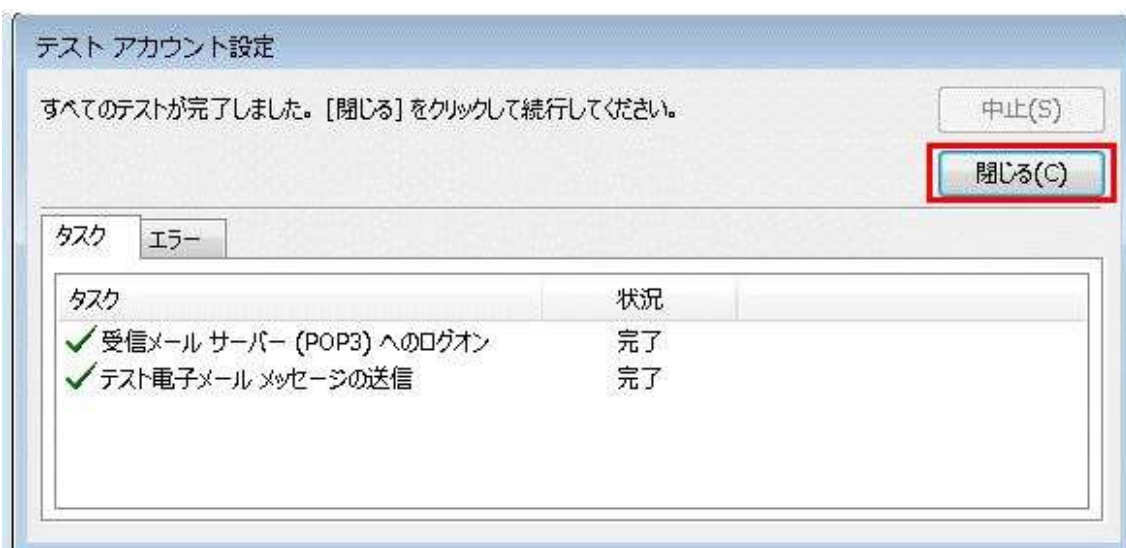 テスト アカウント設定
すべてのテストが完了しました。[閉じる] をクリックして続行してください。
中止(S)
閉じる(C)
タスク エラー
タスク 状況
受信メール サーバー (POP3) へのログオン 完了
テスト電子メール メッセージの送信 完了